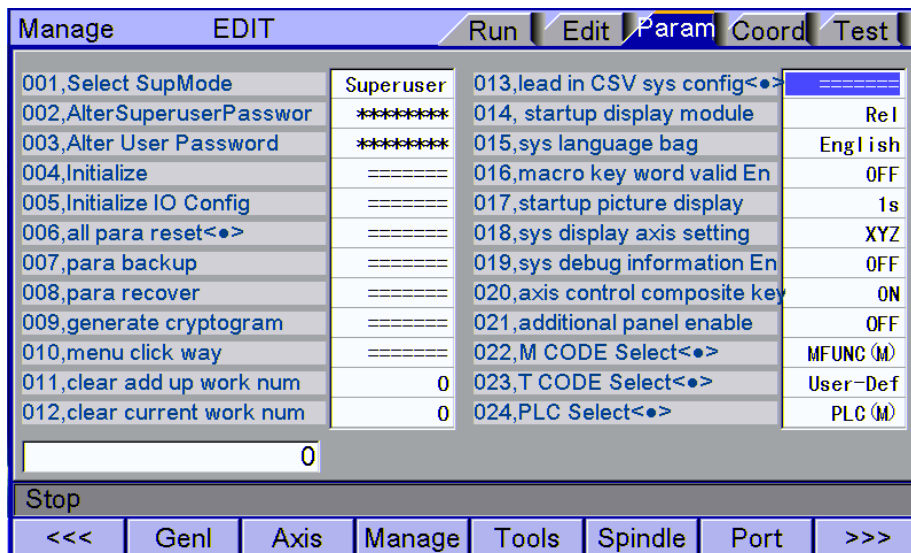 Manage EDIT Run Edit Param Coord Test
001,Select SupMode Superuser
002,AlterSuperuserPasswor ********
003,Alter User Password ********
004,Initialize =======
005,Initialize IO Config =======
006,all para reset<●> =======
007,para backup =======
008,para recover =======
009,generate cryptogram =======
010,menu click way =======
011,clear add up work num 0
012,clear current work num 0
013,lead in CSV sys config<●> =======
014, startup display module Rel
015,sys language bag English
016,macro key word valid En OFF
017,startup picture display 1s
018,sys display axis setting XYZ
019,sys debug information En OFF
020,axis control composite key ON
021,additional panel enable OFF
022,M CODE Select<●> MFUNC(M)
023,T CODE Select<●> User-Def
024,PLC Select<●> PLC(M)
0
Stop
<<< Genl Axis Manage Tools Spindle Port >>>